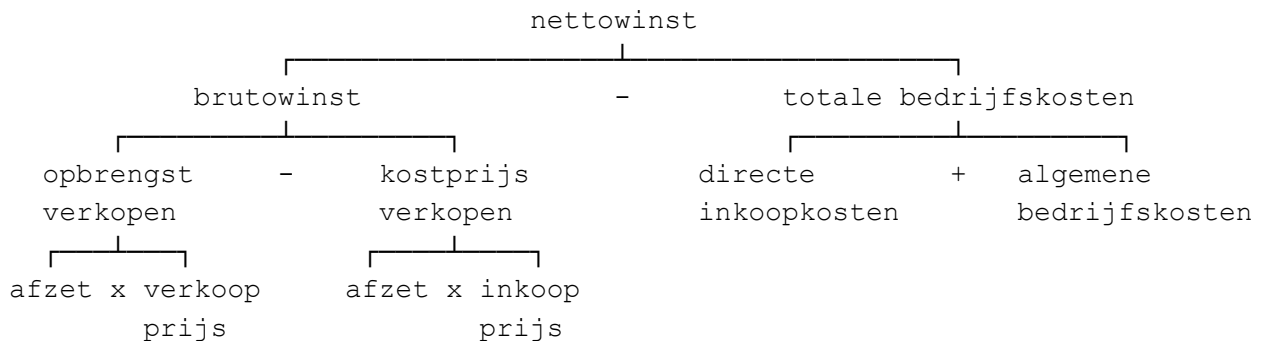 nettowinst
brutowinst - totale bedrijfskosten
opbrengst - kostprijs directe + algemene
verkopen verkopen inkoopkosten bedrijfskosten
afzet x verkoop afzet x inkoop
prijs prijs